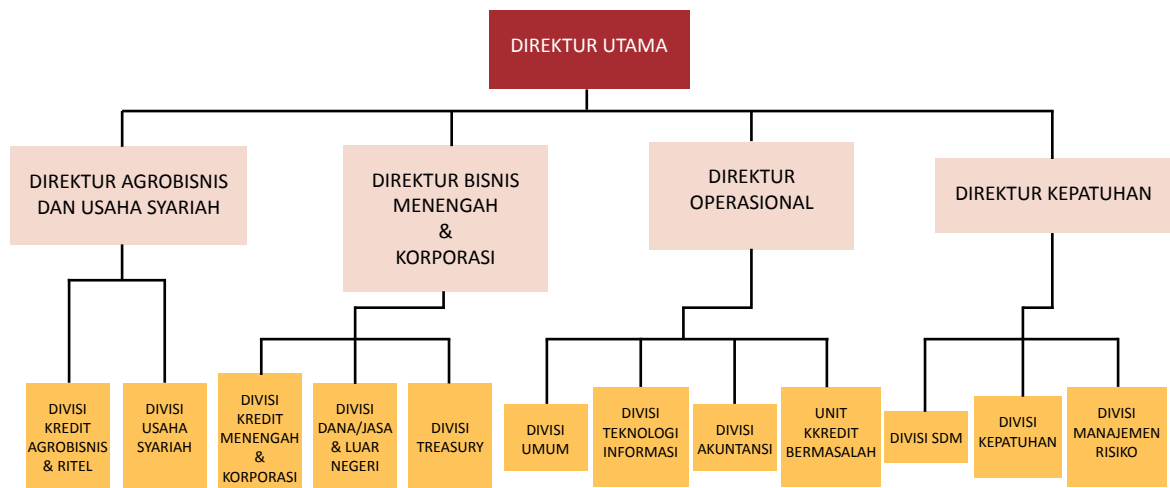 DIREKTUR UTAMA
DIREKTUR AGROBISNIS
DAN USAHA SYARIAH
DIREKTUR BISNIS
MENENGAH
&
KORPORASI
DIREKTUR
OPERASIONAL
DIREKTUR KEPATUHAN
DIVISI
KREDIT
AGROBISNIS
& RITEL
DIVISI
USAHA
SYARIAH
DIVISI
KREDIT
MENENGAH
&
KORPORASI
DIVISI
DANA/JASA
& LUAR
NEGERI
DIVISI
TREASURY
DIVISI
UMUM
DIVISI
TEKNOLOGI
INFORMASI
DIVISI
AKUNTANSI
UNIT
KKREDIT
BERMASALAH
DIVISI SDM
DIVISI
KEPATUHAN
DIVISI
MANAJEMEN
RISIKO